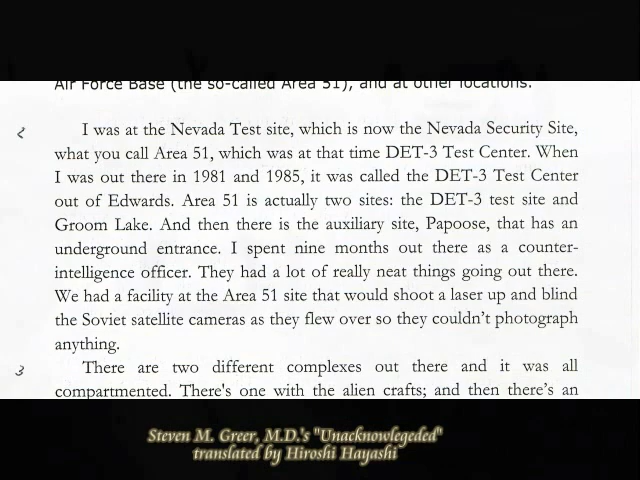 Air Force Base (the so-called Area 51), and at other locations.
2
I was at the Nevada Test site, which is now the Nevada Security Site,
what you call Area 51, which was at that time DET-3 Test Center. When
I was out there in 1981 and 1985, it was called the DET-3 Test Center
out of Edwards. Area 51 is actually two sites: the DET-3 test site and
Groom Lake. And then there is the auxiliary site, Papoose, that has an
underground entrance. I spent nine months out there as a counter-
intelligence officer. They had a lot of really neat things going out there.
We had a facility at the Area 51 site that would shoot a laser up and blind
the Soviet satellite cameras as they flew over so they couldn't photograph
anything.
3
There are two different complexes out there and it was all
compartmented. There's one with the alien crafts; and then there's an
Steven M. Greer, M.D.'s "Unacknowlegeded"
translated by Hiroshi Hayashi